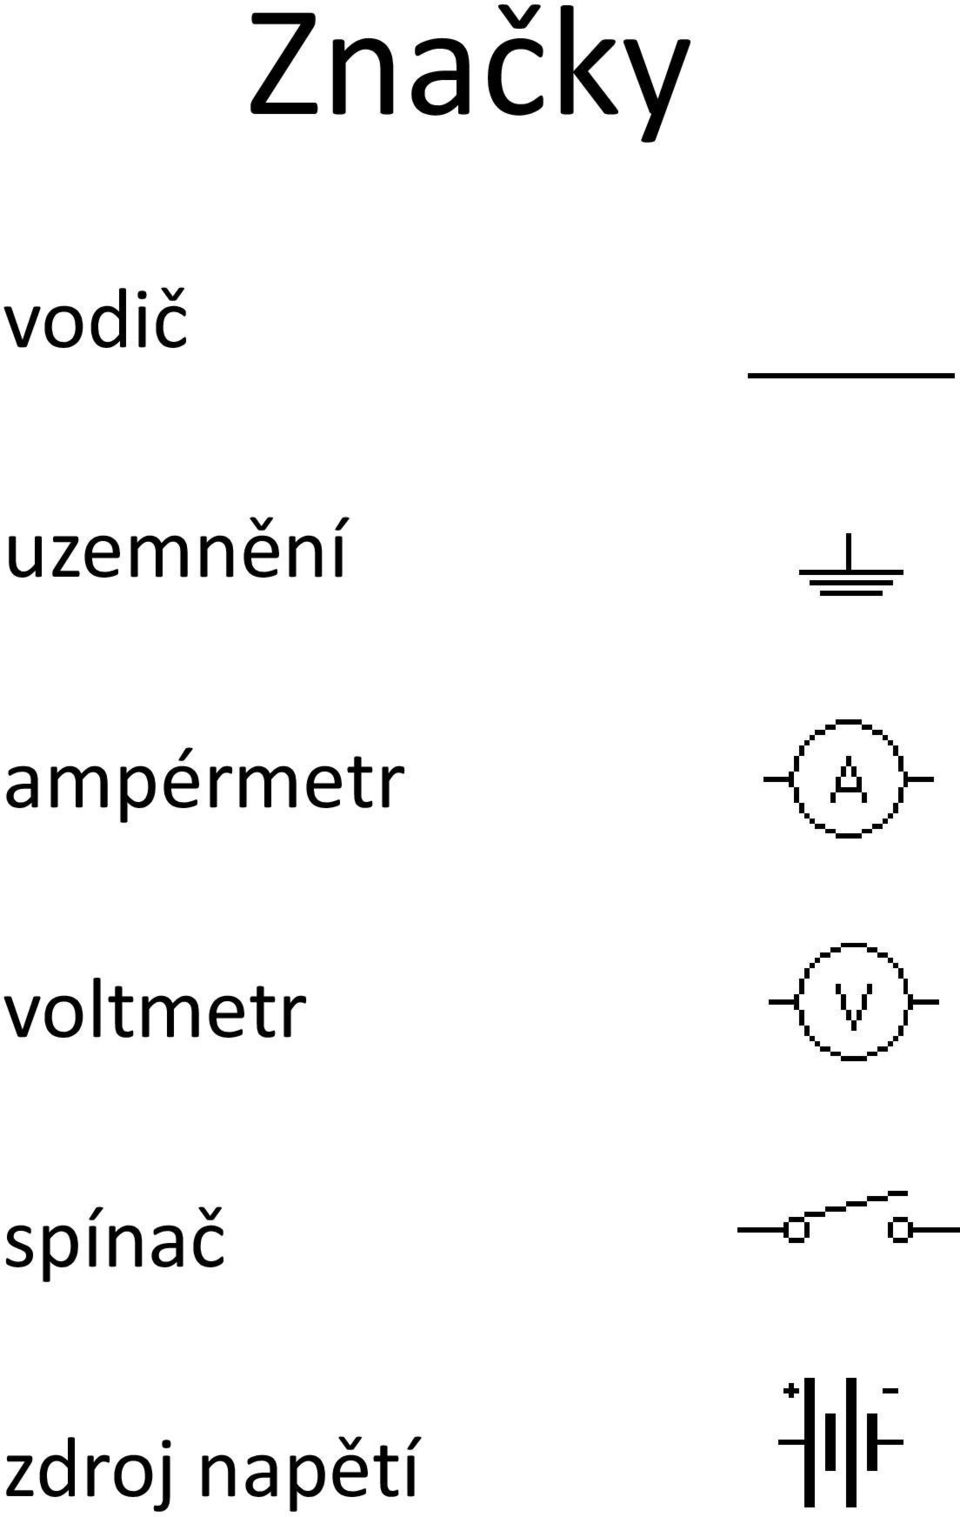 Značky
vodič
uzemnění
ampérmetr
A
voltmetr
V
spínač
+ -
zdroj napětí